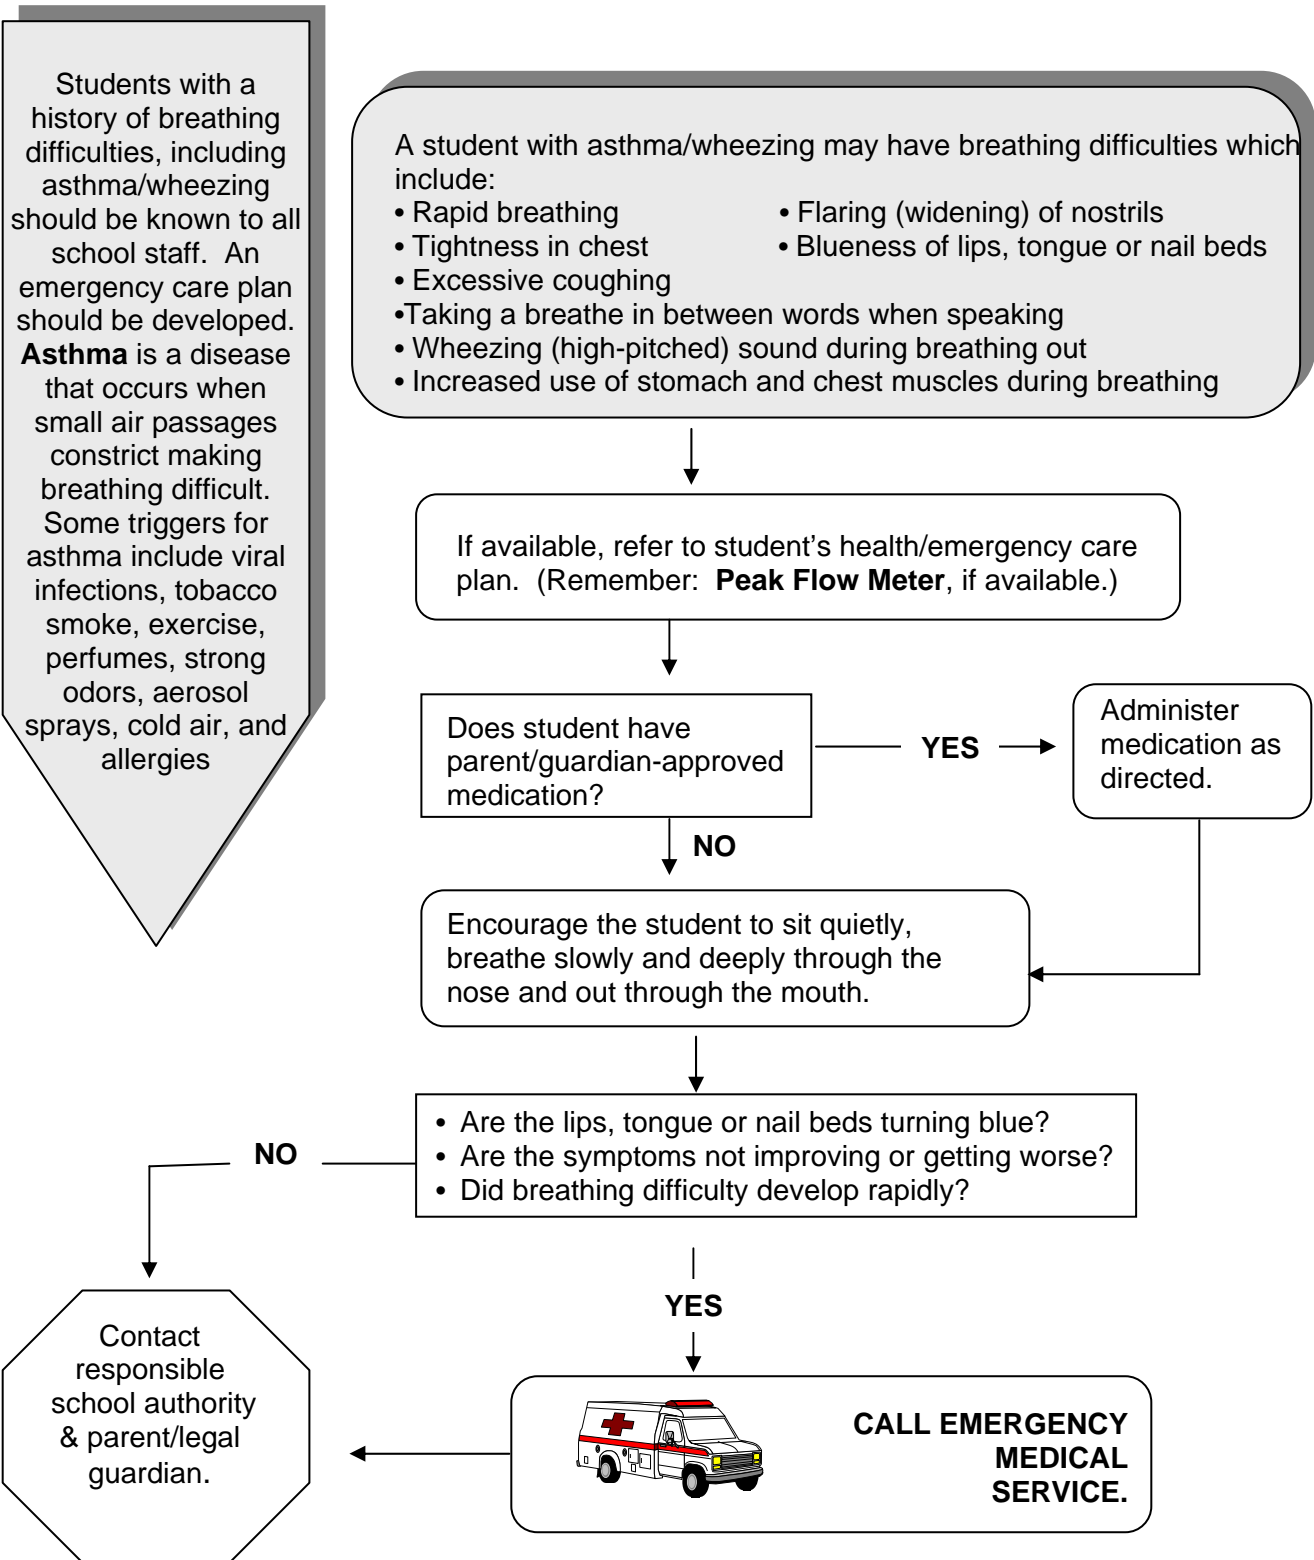 Students with a
history of breathing
difficulties, including
asthma/wheezing
should be known to all
school staff.  An
emergency care plan
should be developed.
Asthma is a disease
that occurs when
small air passages
constrict making
breathing difficult.
Some triggers for
asthma include viral
infections, tobacco
smoke, exercise,
perfumes, strong
odors, aerosol
sprays, cold air, and
allergies
A student with asthma/wheezing may have breathing difficulties which
include:
• Rapid breathing • Flaring (widening) of nostrils
• Tightness in chest • Blueness of lips, tongue or nail beds
• Excessive coughing
•Taking a breathe in between words when speaking
• Wheezing (high-pitched) sound during breathing out
• Increased use of stomach and chest muscles during breathing
If available, refer to student’s health/emergency care
plan.  (Remember:  Peak Flow Meter, if available.)
Does student have
parent/guardian-approved
medication?
YES
Administer
medication as
directed.
NO
Encourage the student to sit quietly,
breathe slowly and deeply through the
nose and out through the mouth.
• Are the lips, tongue or nail beds turning blue?
• Are the symptoms not improving or getting worse?
• Did breathing difficulty develop rapidly?
NO
YES
Contact
responsible
school authority
& parent/legal
guardian.
CALL EMERGENCY
MEDICAL
SERVICE.